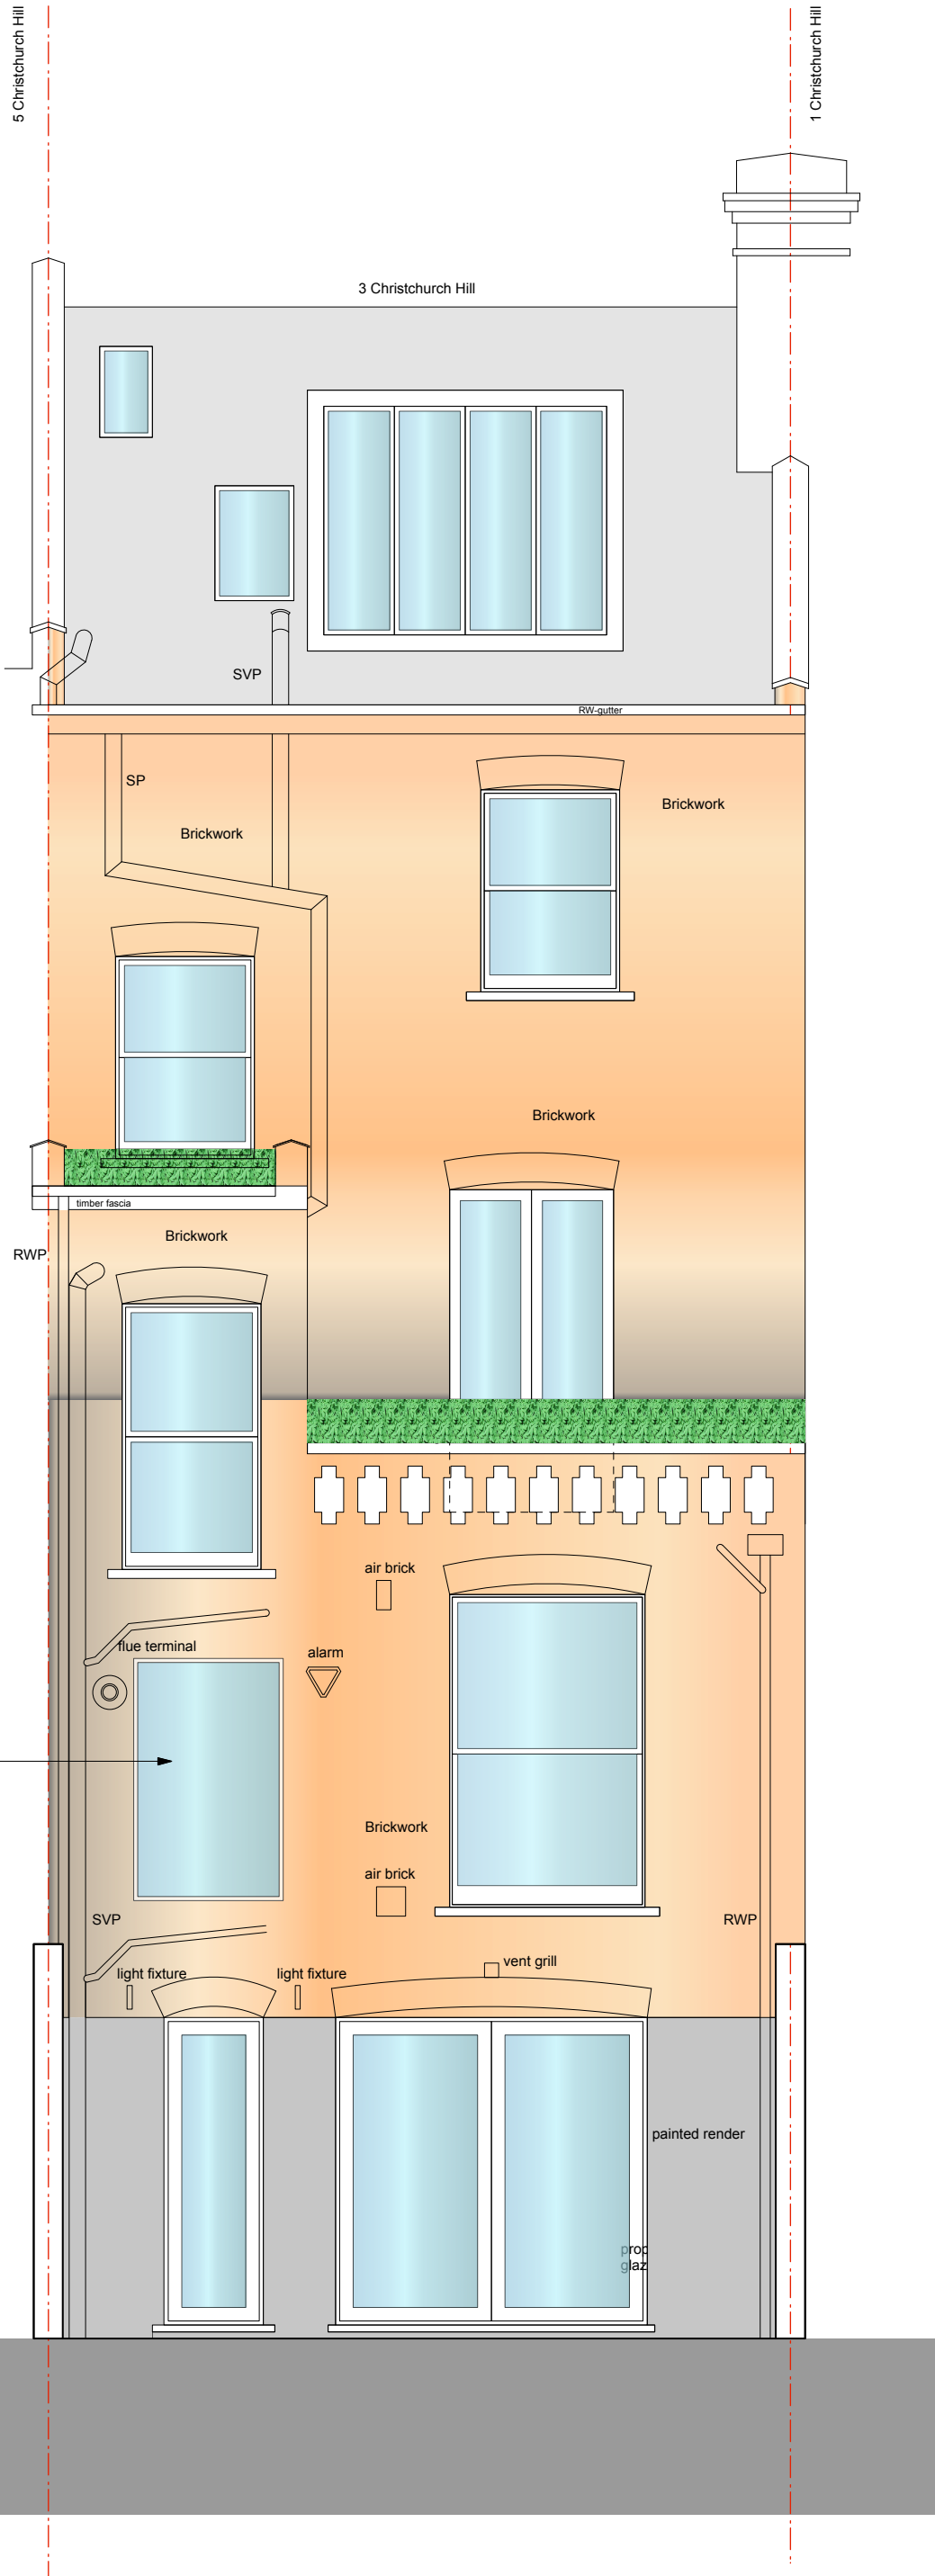 5 Christchurch Hill
1 Christchurch Hill
3 Christchurch Hill
SVP
RW-gutter
SP
Brickwork
Brickwork
Brickwork
timber fascia
Brickwork
RWP
air brick
flue terminal
alarm
Brickwork
air brick
SVP
RWP
vent grill
light fixture
light fixture
painted render
prop
glaz